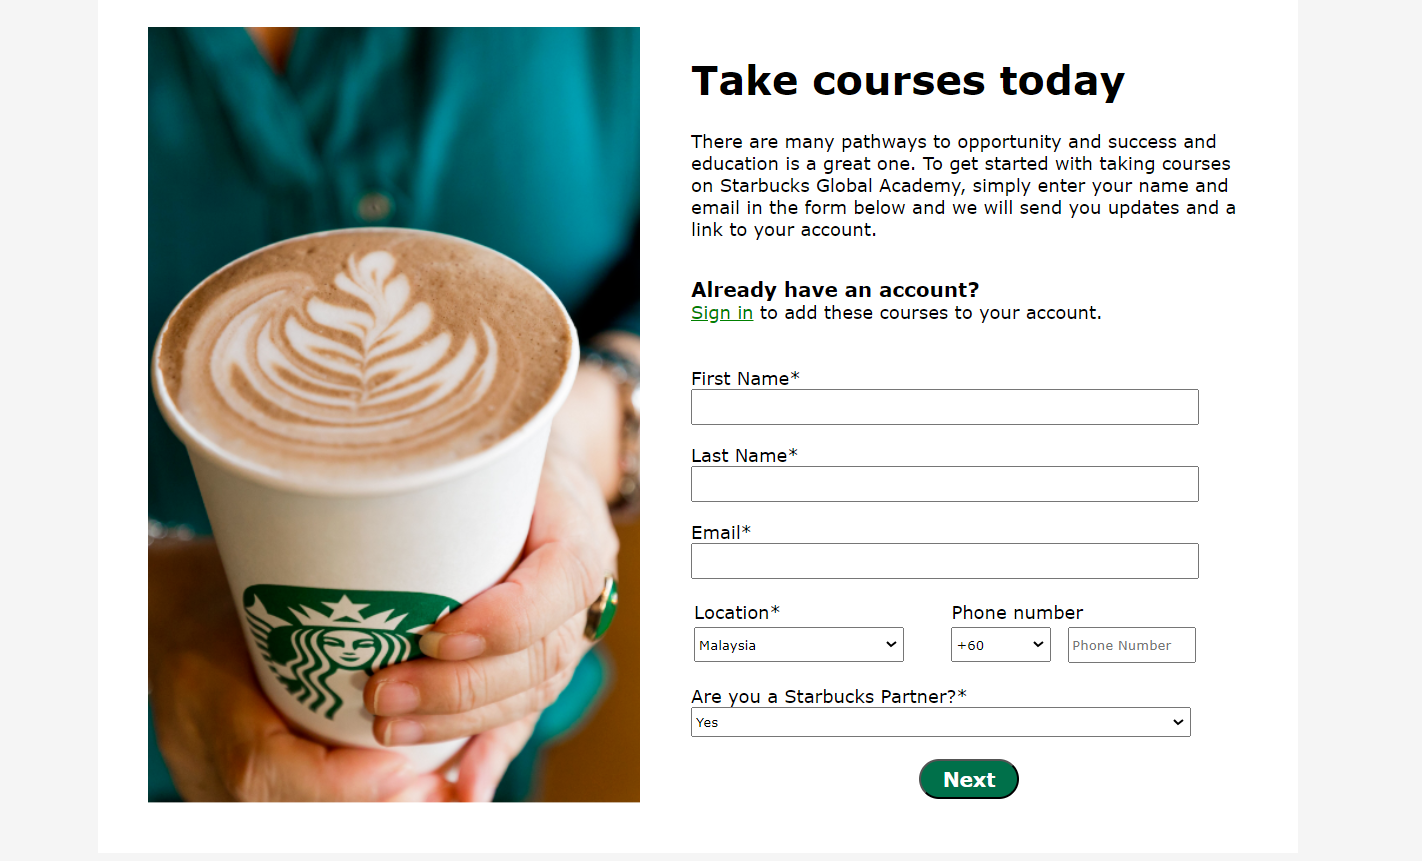 Take courses today
There are many pathways to opportunity and success and
education is a great one. To get started with taking courses
on Starbucks Global Academy, simply enter your name and
email in the form below and we will send you updates and a
link to your account.
Already have an account?
Sign in to add these courses to your account.
First Name*
Last Name*
Email*
Location* Phone number
Malaysia +60 Phone Number
Are you a Starbucks Partner?*
Yes
Next